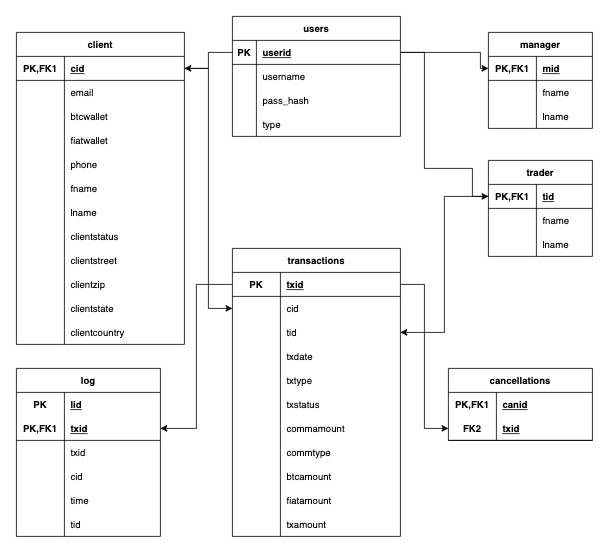 users
PK userid
username
pass_hash
type
client
PK,FK1 cid
email
btcwallet
fiatwallet
phone
fname
lname
clientstatus
clientstreet
clientzip
clientstate
clientcountry
manager
PK,FK1 mid
fname
lname
trader
PK,FK1 tid
fname
lname
transactions
PK txid
cid
tid
txdate
txtype
txstatus
commamount
commtype
btcamount
fiatamount
txamount
log
PK lid
PK,FK1 txid
txid
cid
time
tid
cancellations
PK,FK1 canid
FK2 txid